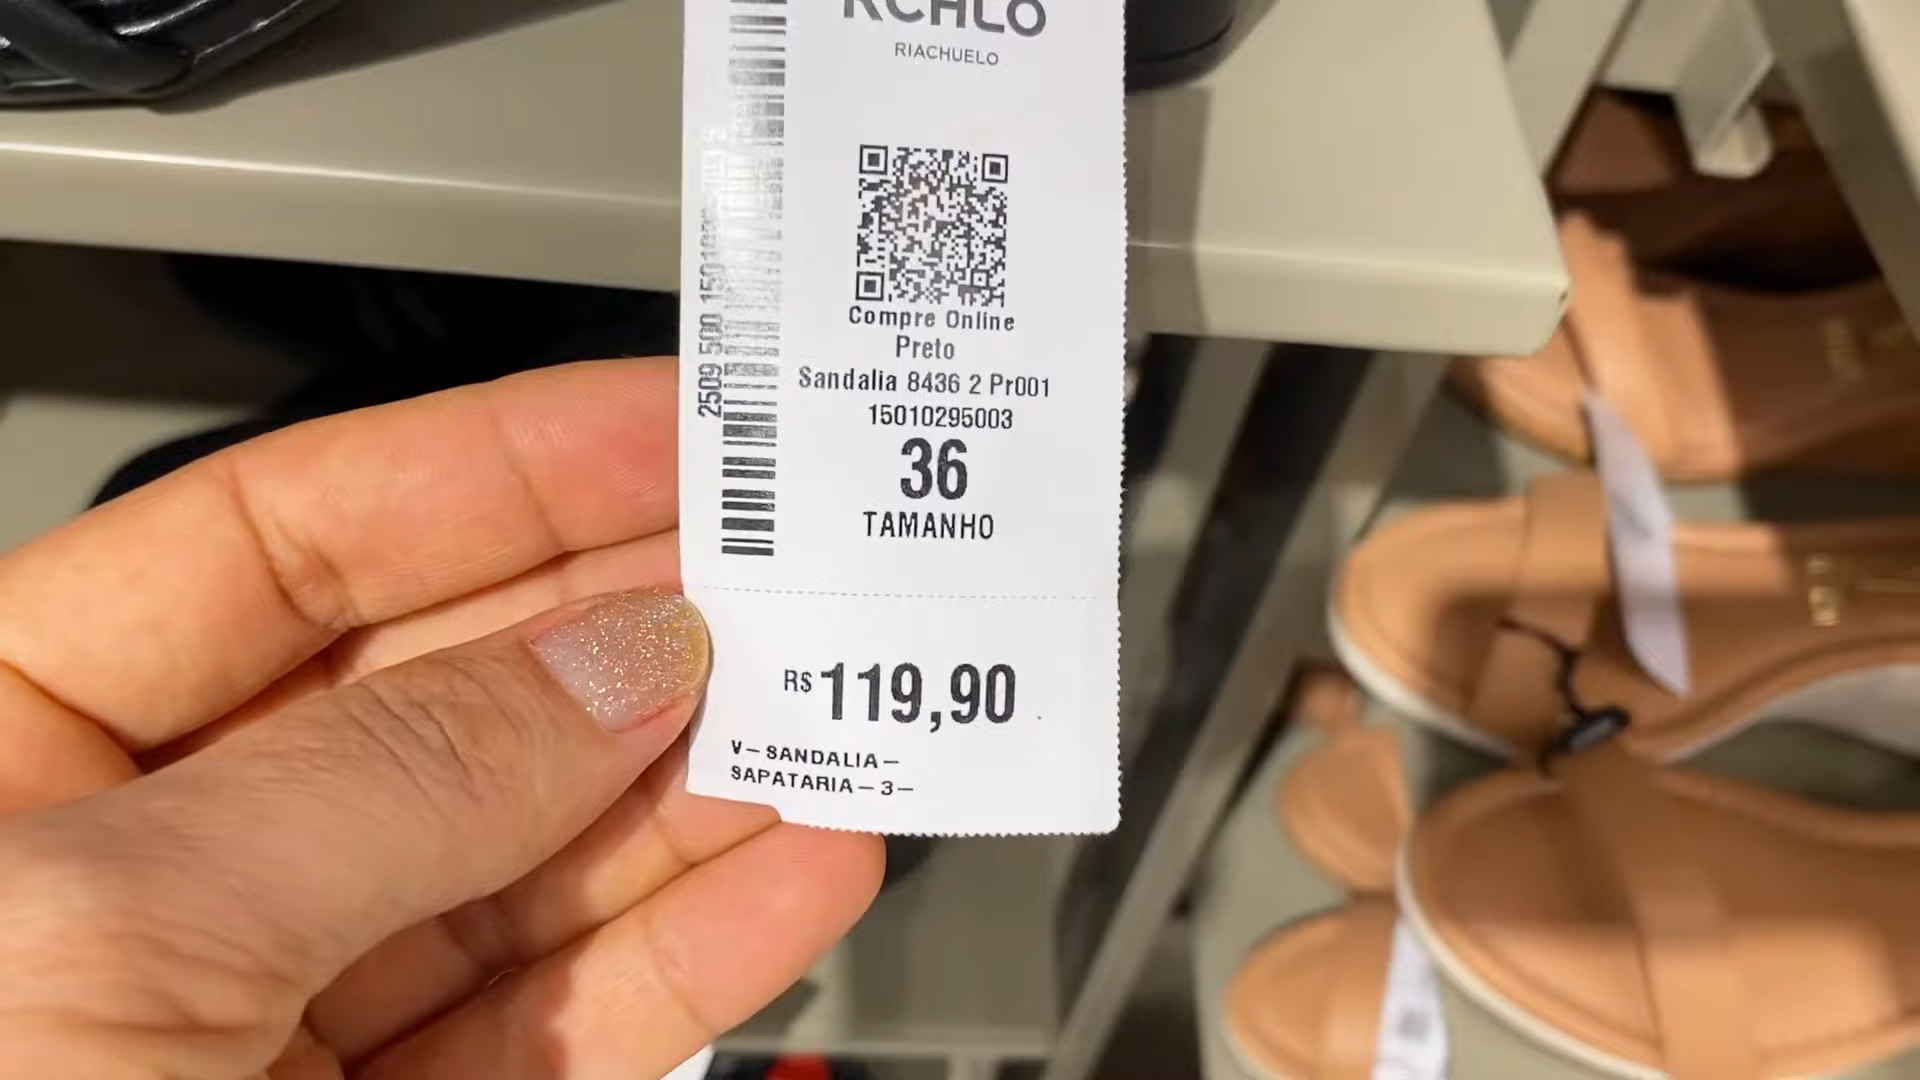 RCHLO
RIACHUELO
Compre Online
Preto
Sandalia 8436 2 Pr001
15010295003
36
TAMANHO
R$ 119,90
V-SANDALIA-
SAPATARIA-3-
2509 500